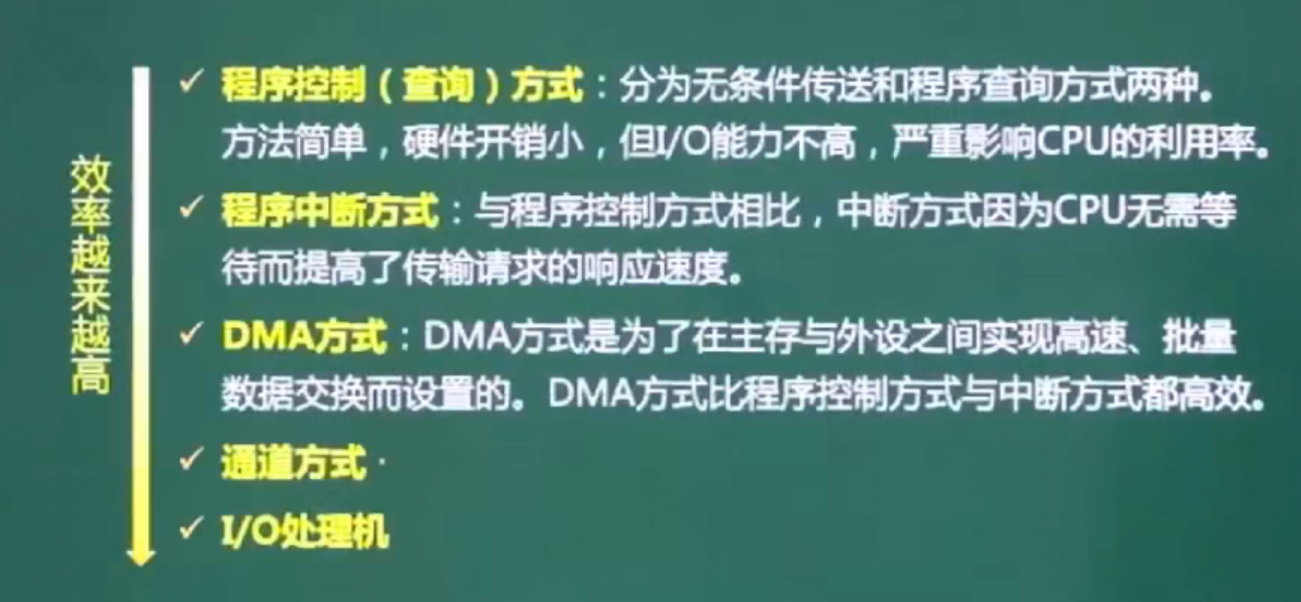 效率越来越高
✓ 程序控制（查询）方式：分为无条件传送和程序查询方式两种。
方法简单，硬件开销小，但I/O能力不高，严重影响CPU的利用率。
✓ 程序中断方式：与程序控制方式相比，中断方式因为CPU无需等
待而提高了传输请求的响应速度。
✓ DMA方式：DMA方式是为了在主存与外设之间实现高速、批量
数据交换而设置的。DMA方式比程序控制方式与中断方式都高效。
✓ 通道方式
✓ I/O处理机